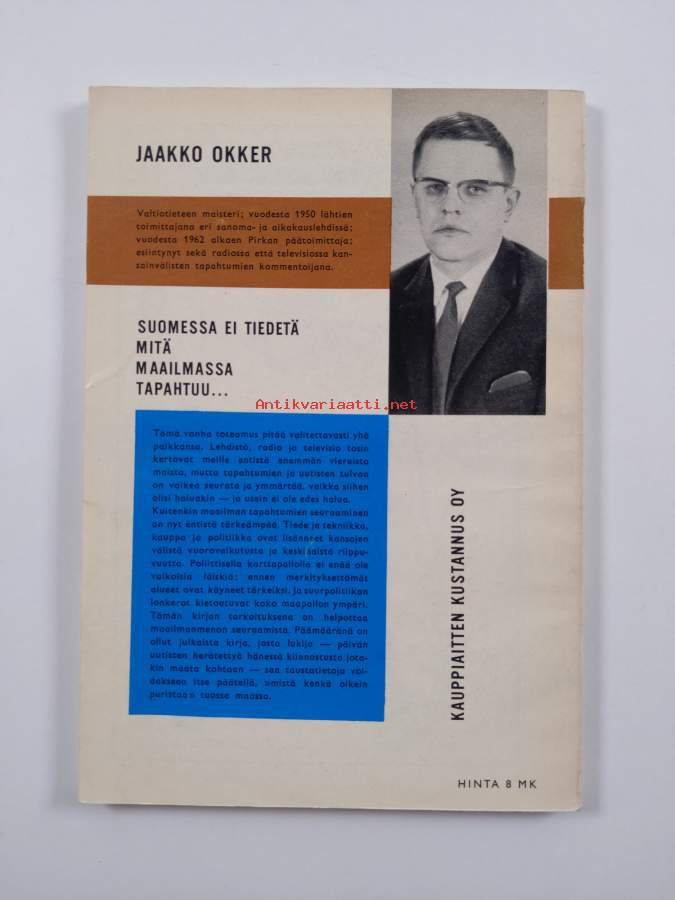 JAAKKO OKKER
Valtiotieteen maisteri; vuodesta 1950 lähtien
toimittajana eri sanoma- ja aikakauslehdissä;
vuodesta 1962 alkaen Pirkan päätoimittaja;
esiintynyt sekä radiossa että televisiossa kan-
sainvälisten tapahtumien kommentoijana.
SUOMESSA EI TIEDETÄ
MITÄ
MAAILMASSA
TAPAHTUU...
Antikvariaatti.net
Tämä vanha toteamus pitää valitettavasti yhä
paikkansa. Lehdistö, radio ja televisio tosin
kertovat meille entistä enemmän vieraista
maista, mutta tapahtumien ja uutisten tulvaa
on vaikea seurata ja ymmärtää, vaikka siihen
olisi haluakin — ja usein ei ole edes halua.
Kuitenkin maailman tapahtumien seuraaminen
on nyt entistä tärkeämpää. Tiede ja tekniikka,
kauppa ja politiikka ovat lisänneet kansojen
välistä vuorovaikutusta ja keskinäistä riippu-
vuutta. Poliittisella karttapallolla ei enää ole
valkoisia läiskiä; ennen merkityksettömät
alueet ovat käyneet tärkeiksi. Ja suurpolitiikan
lonkerot kietoutuvat koko maapallon ympäri.
Tämän kirjan tarkoituksena on helpottaa
maailmanmenon seuraamista. Päämääränä on
ollut julkaista kirja, josta lukija — päivän
uutisten herätettyä hänessä kiinnostusta jota-
kin maata kohtaan — saa taustatietoja voi-
dakseen itse päätellä, »mistä kenkä oikein
puristaa» tuossa maassa.
KAUPPIAITTEN KUSTANNUS OY
HINTA 8 MK